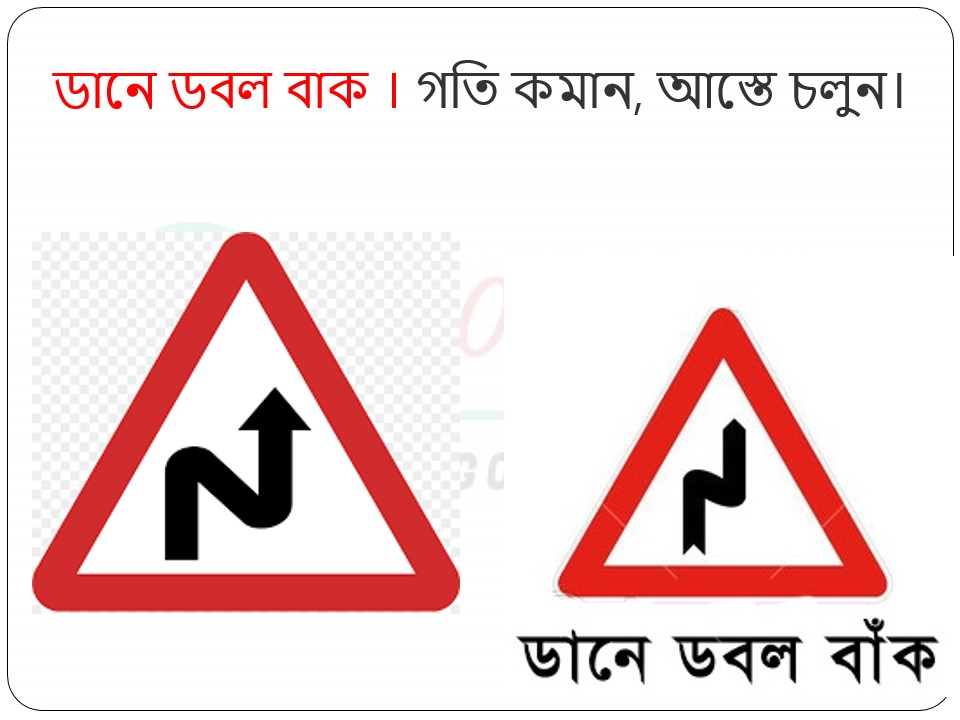 ডানে ডবল বাক । গতি কমান, আস্তে চলুন।
ডানে ডবল বাঁক